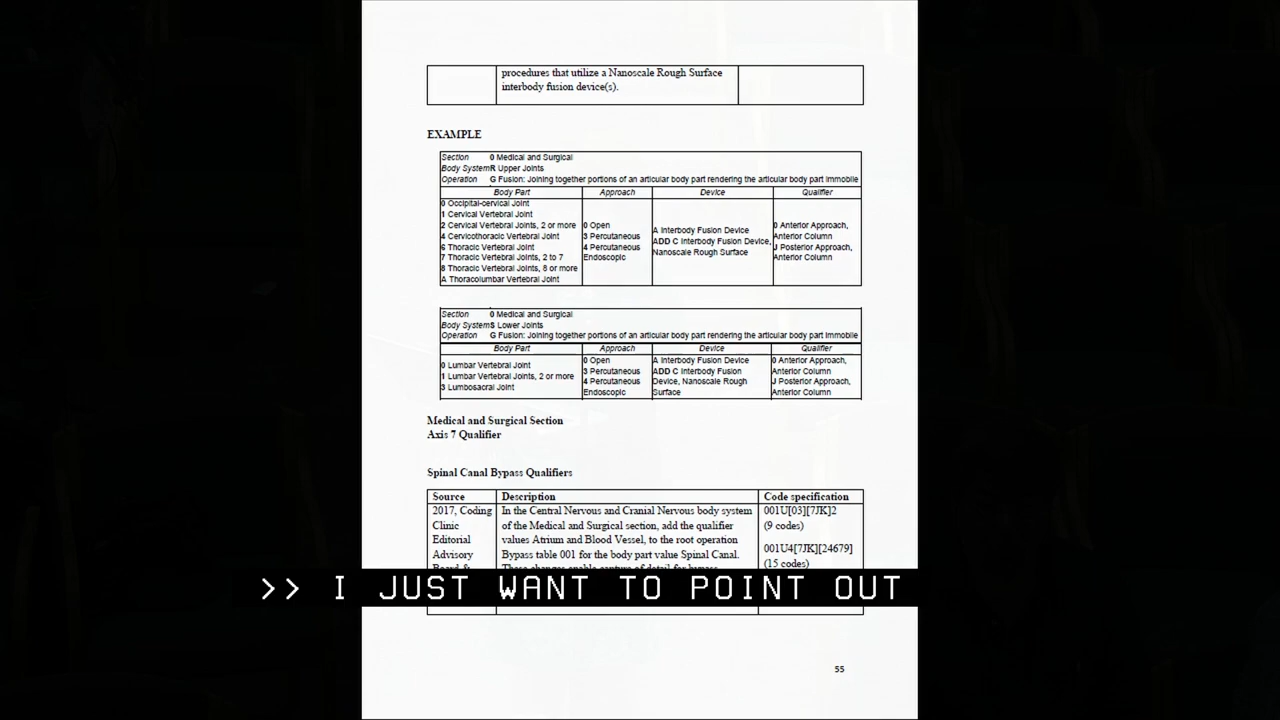 procedures that utilize a Nanoscale Rough Surface
interbody fusion device(s).
EXAMPLE
Section 0 Medical and Surgical
Body System R Upper Joints
Operation G Fusion: Joining together portions of an articular body part rendering the articular body part immobile
Body Part Approach Device Qualifier
0 Occipital-cervical Joint
1 Cervical Vertebral Joint
2 Cervical Vertebral Joints, 2 or more
4 Cervicothoracic Vertebral Joint
6 Thoracic Vertebral Joint
7 Thoracic Vertebral Joints, 2 to 7
8 Thoracic Vertebral Joints, 8 or more
A Thoracolumbar Vertebral Joint
0 Open
3 Percutaneous
4 Percutaneous
Endoscopic
A Interbody Fusion Device
ADD C Interbody Fusion Device,
Nanoscale Rough Surface
0 Anterior Approach,
Anterior Column
J Posterior Approach,
Anterior Column
Section 0 Medical and Surgical
Body System S Lower Joints
Operation G Fusion: Joining together portions of an articular body part rendering the articular body part immobile
Body Part Approach Device Qualifier
0 Lumbar Vertebral Joint
1 Lumbar Vertebral Joints, 2 or more
3 Lumbosacral Joint
0 Open
3 Percutaneous
4 Percutaneous
Endoscopic
A Interbody Fusion Device
ADD C Interbody Fusion
Device, Nanoscale Rough
Surface
0 Anterior Approach,
Anterior Column
J Posterior Approach,
Anterior Column
Medical and Surgical Section
Axis 7 Qualifier
Spinal Canal Bypass Qualifiers
Source Description Code specification
2017, Coding
Clinic
Editorial
Advisory
In the Central Nervous and Cranial Nervous body system
of the Medical and Surgical section, add the qualifier
values Atrium and Blood Vessel, to the root operation
Bypass table 001 for the body part value Spinal Canal.
001U[03][7JK]2
(9 codes)
001U4[7JK][24679]
(15 codes)
>> I JUST WANT TO POINT OUT
55